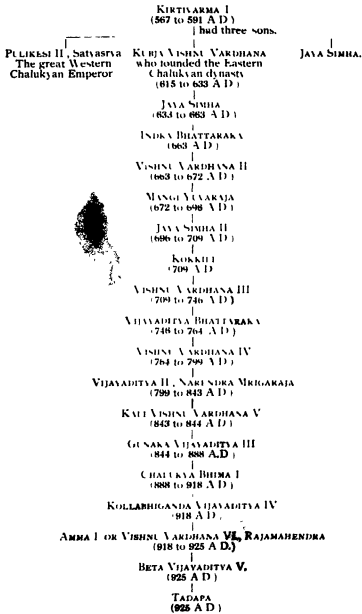 KIRTIVARMA I
(567 to 591 A D)
had three sons.
PULIKESI II, Satyasrya
The great Western
Chalukyan Emperor
KUBJA VISHNU VARDHANA
who founded the Eastern
Chalukyan dynasty
(615 to 633 A D)
JAYA SIMHA.
JAYA SIMHA
(633 to 663 A D)
INDRA BHATTARAKA
(663 A D)
VISHNU VARDHANA II
(663 to 672 A D)
MANGI YUVARAJA
(672 to 696 A D)
JAYA SIMHA II
(696 to 709 A D)
KOKKILI
(709 A D
VISHNU VARDHANA III
(709 to 746 A D)
VIJAYADITYA BHATTARAKA
(746 to 764 A D)
VISHNU VARDHANA IV
(764 to 799 A D)
VIJAYADITYA II, NARENDRA MRIGARAJA
(799 to 843 A D)
KALI VISHNU VARDHANA V
(843 to 844 A D)
GUNAKA VIJAYADITYA III
(844 to 888 A.D)
CHALUKYA BHIMA I
(888 to 918 A D)
KOLLABHIGANDA VIJAYADITYA IV
(918 A D)
AMMA I OR VISHNU VARDHANA VI, RAJAMAHENDRA
(918 to 925 A D.)
BETA VIJAYADITYA V.
(925 A D)
TADAPA
(925 A D)